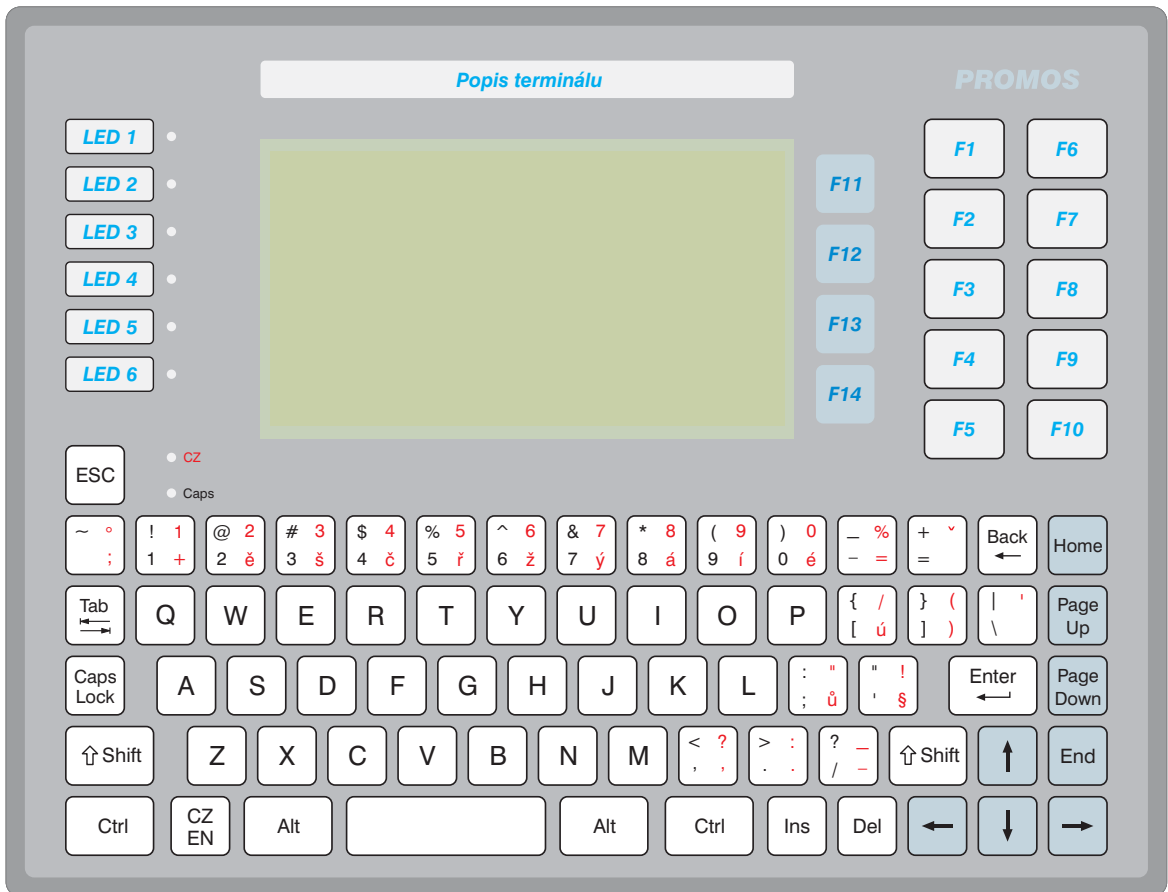 Popis terminálu
PROMOS
LED 1
LED 2
LED 3
LED 4
LED 5
LED 6
F11
F12
F13
F14
F1 F6
F2 F7
F3 F8
F4 F9
F5 F10
ESC
CZ
Caps
~ ° ! 1 @ 2 # 3 $ 4 % 5 ^ 6 & 7 * 8 ( 9 ) 0 _ % + ˇ Back Home
; 1 + 2 ě 3 š 4 č 5 ř 6 ž 7 ý 8 á 9 í 0 é - = =
Tab Q W E R T Y U I O P { / } ( | ' Page
[ ú ] ) \ Up
Caps A S D F G H J K L : " " ! Enter Page
Lock ; ů ' § Down
Shift Z X C V B N M < ? > : ? _ Shift End
, , . . / -
Ctrl CZ Alt Alt Ctrl Ins Del
EN